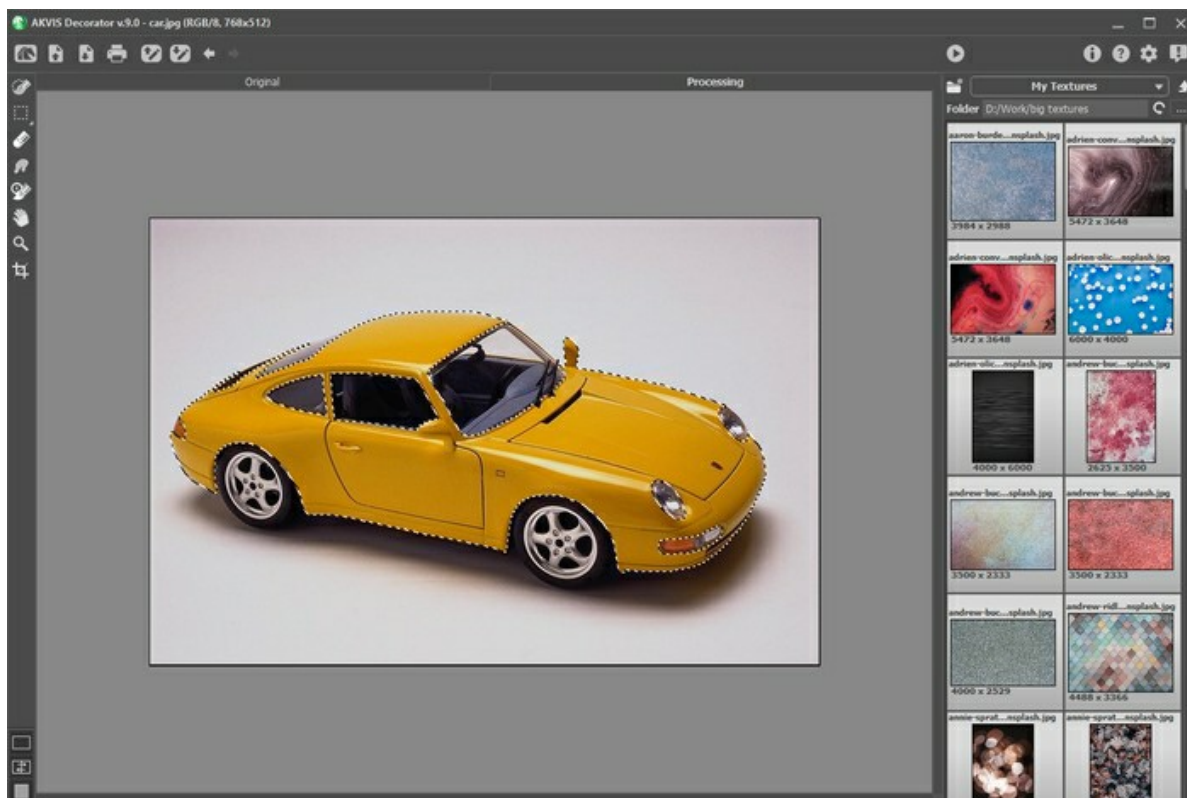 AKVIS Decorator v.9.0 - car.jpg (RGB/8, 768x512)
Original
Processing
My Textures
Folder D:/Work/big textures
aaron-burde...nsplash.jpg
adrien-conv...nsplash.jpg
3984 x 2988
5472 x 3648
adrien-conv...nsplash.jpg
adrien-olic...nsplash.jpg
5472 x 3648
6000 x 4000
adrien-olic...nsplash.jpg
andrew-buc...splash.jpg
4000 x 6000
2625 x 3500
andrew-buc...splash.jpg
andrew-buc...splash.jpg
3500 x 2333
3500 x 2333
andrew-buc...splash.jpg
andrew-ridl...nsplash.jpg
4000 x 2529
4488 x 3366
annie-sprat...nsplash.jpg
annie-sprat...nsplash.jpg